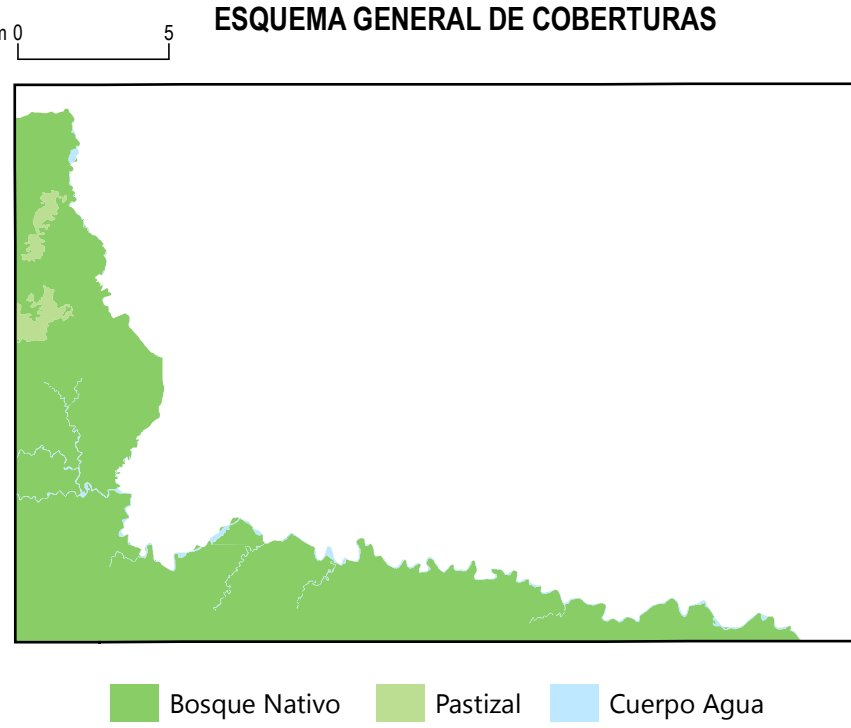 ESQUEMA GENERAL DE COBERTURAS
m 0 5
Bosque Nativo Pastizal Cuerpo Agua